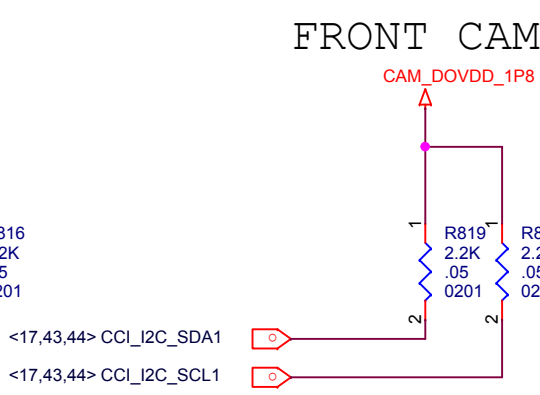 FRONT CAM
CAM_DOVDD_1P8
1
1
R819
2.2K
.05
0201
2
2
<17,43,44> CCI_I2C_SDA1
<17,43,44> CCI_I2C_SCL1